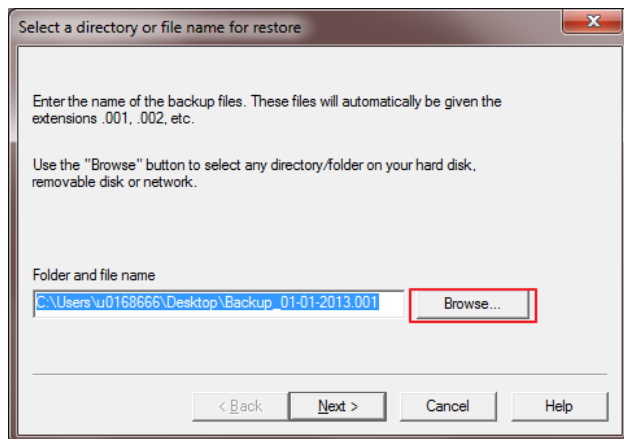 Select a directory or file name for restore
Enter the name of the backup files. These files will automatically be given the
extensions .001, .002, etc.
Use the "Browse" button to select any directory/folder on your hard disk,
removable disk or network.
Folder and file name
C:\Users\u0168666\Desktop\Backup_01-01-2013.001 Browse...
< Back Next > Cancel Help